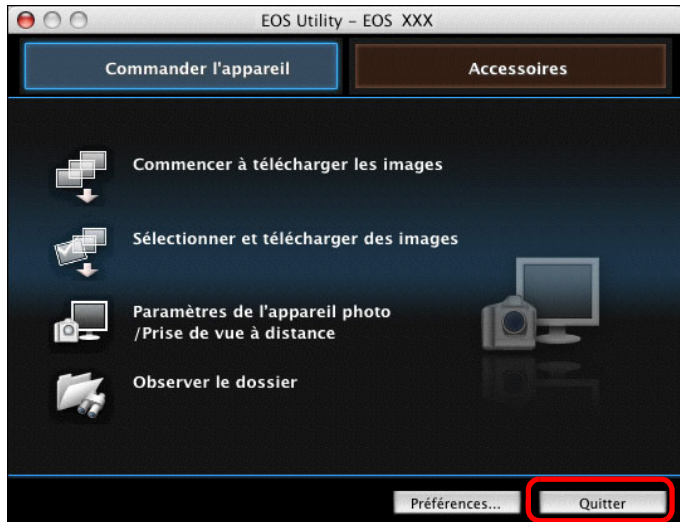 EOS Utility – EOS XXX
Commander l'appareil
Accessoires
Commencer à télécharger les images
Sélectionner et télécharger des images
Paramètres de l'appareil photo
/Prise de vue à distance
Observer le dossier
Préférences...
Quitter